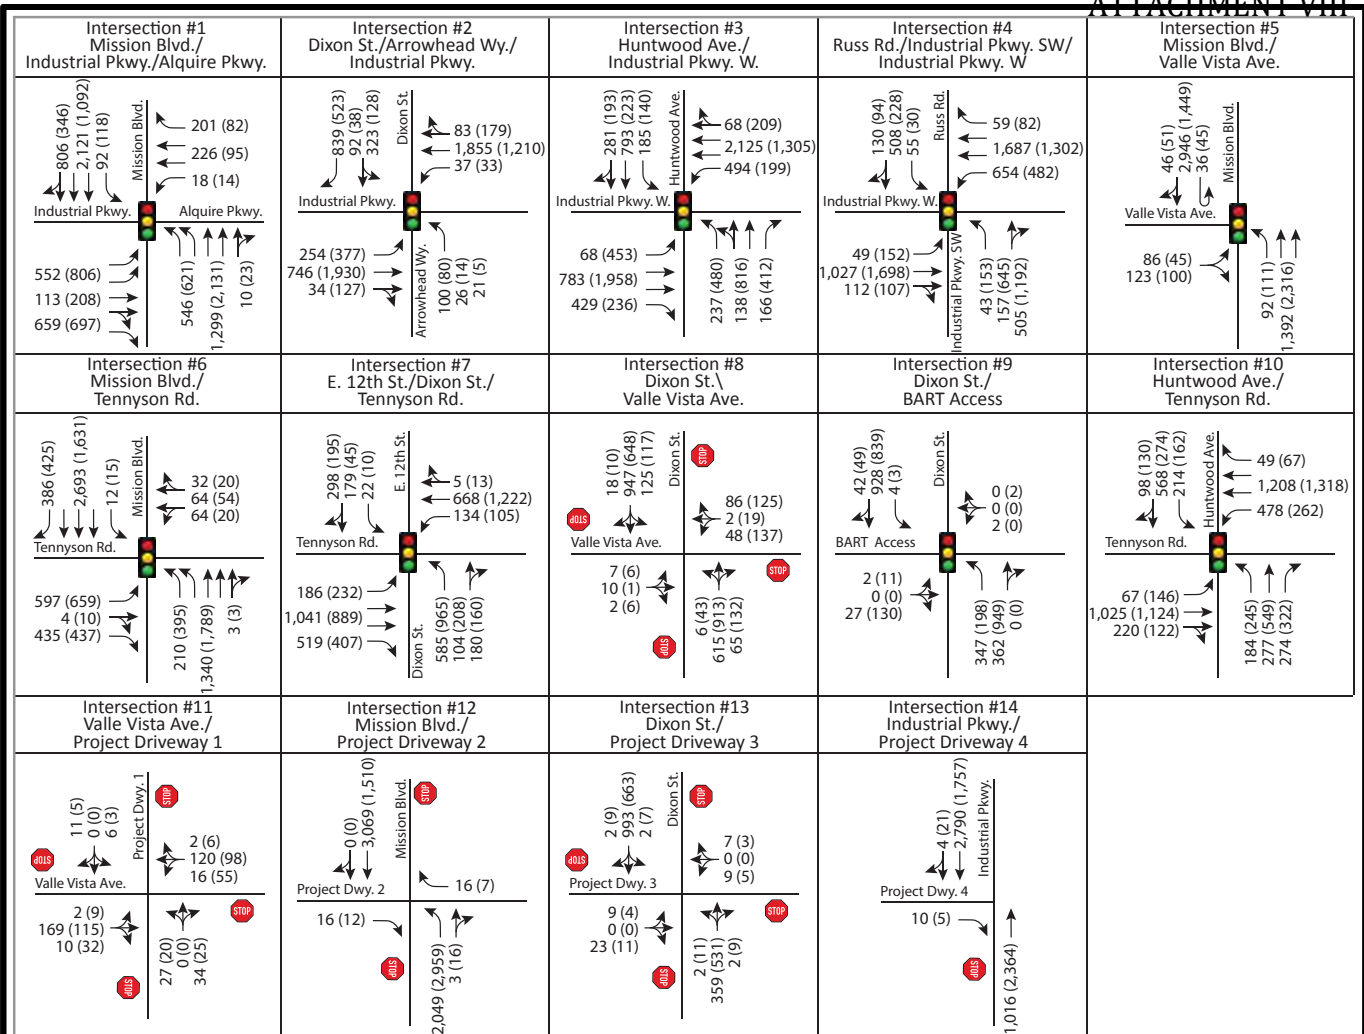 ATTACHMENT VIII
Intersection #1
Mission Blvd./
Industrial Pkwy./Alquire Pkwy.
806 (346)
2,121 (1,092)
92 (118)
Mission Blvd.
201 (82)
226 (95)
18 (14)
Industrial Pkwy.
Alquire Pkwy.
552 (806)
113 (208)
659 (697)
546 (621)
1,299 (2,131)
10 (23)
Intersection #2
Dixon St./Arrowhead Wy./
Industrial Pkwy.
839 (523)
92 (38)
323 (128)
Dixon St.
83 (179)
1,855 (1,210)
37 (33)
Industrial Pkwy.
254 (377)
746 (1,930)
34 (127)
Arrowhead Wy.
100 (80)
26 (14)
21 (5)
Intersection #3
Huntwood Ave./
Industrial Pkwy. W.
281 (193)
793 (223)
185 (140)
Huntwood Ave.
68 (209)
2,125 (1,305)
494 (199)
Industrial Pkwy. W.
68 (453)
783 (1,958)
429 (236)
237 (480)
138 (816)
166 (412)
Intersection #4
Russ Rd./Industrial Pkwy. SW/
Industrial Pkwy. W
130 (94)
508 (228)
55 (30)
Russ Rd.
59 (82)
1,687 (1,302)
654 (482)
Industrial Pkwy. W.
49 (152)
1,027 (1,698)
112 (107)
Industrial Pkwy. SW
43 (153)
157 (645)
505 (1,192)
Intersection #5
Mission Blvd./
Valle Vista Ave.
46 (51)
2,946 (1,449)
36 (45)
Mission Blvd.
Valle Vista Ave.
86 (45)
123 (100)
92 (111)
1,392 (2,316)
Intersection #6
Mission Blvd./
Tennyson Rd.
386 (425)
2,693 (1,631)
12 (15)
Mission Blvd.
32 (20)
64 (54)
64 (20)
Tennyson Rd.
597 (659)
4 (10)
435 (437)
210 (395)
1,340 (1,789)
3 (3)
Intersection #7
E. 12th St./Dixon St./
Tennyson Rd.
298 (195)
179 (45)
22 (10)
E. 12th St.
5 (13)
668 (1,222)
134 (105)
Tennyson Rd.
186 (232)
1,041 (889)
519 (407)
Dixon St.
585 (965)
104 (208)
180 (160)
Intersection #8
Dixon St.\
Valle Vista Ave.
18 (10)
947 (648)
125 (117)
Dixon St.
STOP
86 (125)
2 (19)
48 (137)
STOP
Valle Vista Ave.
STOP
7 (6)
10 (1)
2 (6)
STOP
6 (43)
615 (913)
65 (132)
Intersection #9
Dixon St./
BART Access
42 (49)
928 (839)
4 (3)
Dixon St.
0 (2)
0 (0)
2 (0)
BART Access
2 (11)
0 (0)
27 (130)
347 (198)
362 (949)
0 (0)
Intersection #10
Huntwood Ave./
Tennyson Rd.
98 (130)
568 (274)
214 (162)
Huntwood Ave.
49 (67)
1,208 (1,318)
478 (262)
Tennyson Rd.
67 (146)
1,025 (1,124)
220 (122)
184 (245)
277 (549)
274 (322)
Intersection #11
Valle Vista Ave./
Project Driveway 1
11 (5)
0 (0)
6 (3)
Project Dwy. 1
STOP
2 (6)
120 (98)
16 (55)
STOP
Valle Vista Ave.
STOP
2 (9)
169 (115)
10 (32)
STOP
27 (20)
0 (0)
34 (25)
Intersection #12
Mission Blvd./
Project Driveway 2
0 (0)
3,069 (1,510)
Mission Blvd.
STOP
16 (7)
Project Dwy. 2
16 (12)
STOP
2,049 (2,959)
3 (16)
Intersection #13
Dixon St./
Project Driveway 3
2 (9)
993 (663)
2 (7)
Dixon St.
STOP
7 (3)
0 (0)
9 (5)
STOP
Project Dwy. 3
STOP
9 (4)
0 (0)
23 (11)
STOP
2 (11)
359 (531)
2 (9)
Intersection #14
Industrial Pkwy./
Project Driveway 4
4 (21)
2,790 (1,757)
Industrial Pkwy.
Project Dwy. 4
10 (5)
STOP
1,016 (2,364)